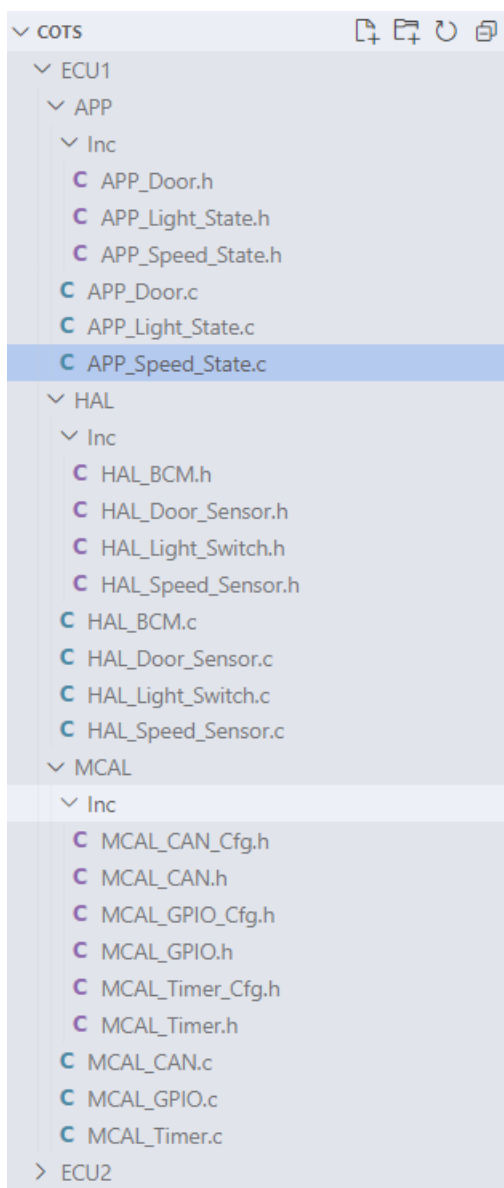 COTS
ECU1
APP
Inc
C APP_Door.h
C APP_Light_State.h
C APP_Speed_State.h
C APP_Door.c
C APP_Light_State.c
C APP_Speed_State.c
HAL
Inc
C HAL_BCM.h
C HAL_Door_Sensor.h
C HAL_Light_Switch.h
C HAL_Speed_Sensor.h
C HAL_BCM.c
C HAL_Door_Sensor.c
C HAL_Light_Switch.c
C HAL_Speed_Sensor.c
MCAL
Inc
C MCAL_CAN_Cfg.h
C MCAL_CAN.h
C MCAL_GPIO_Cfg.h
C MCAL_GPIO.h
C MCAL_Timer_Cfg.h
C MCAL_Timer.h
C MCAL_CAN.c
C MCAL_GPIO.c
C MCAL_Timer.c
ECU2